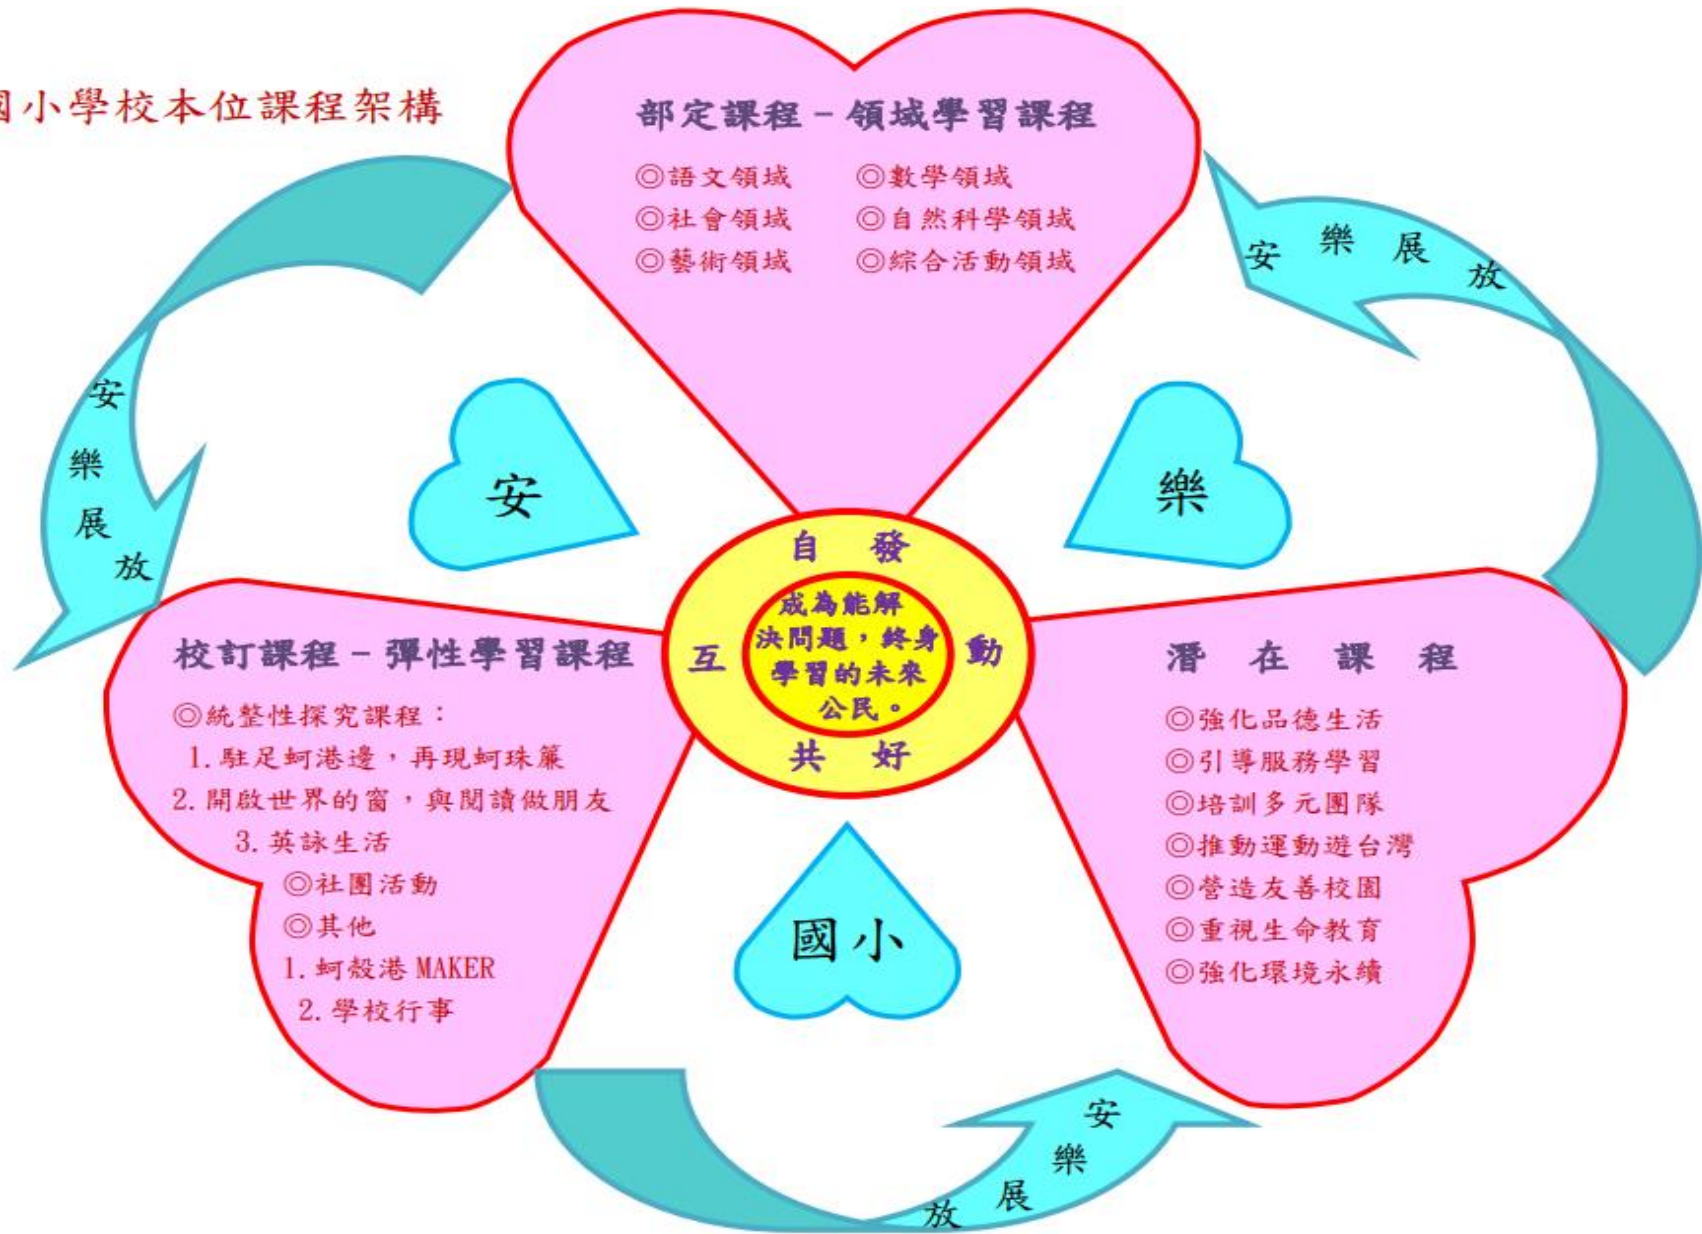 國小學校本位課程架構
部定課程－領域學習課程
◎語文領域 ◎數學領域
◎社會領域 ◎自然科學領域
◎藝術領域 ◎綜合活動領域
安樂展放
安樂展放
安
樂
自 發
互 動
共 好
成為能解
決問題，終身
學習的未來
公民。
校訂課程－彈性學習課程
◎統整性探究課程：
1.駐足蚵港邊，再現蚵珠簾
2.開啟世界的窗，與閱讀做朋友
3.英詠生活
◎社團活動
◎其他
1.蚵殼港MAKER
2.學校行事
潛在課程
◎強化品德生活
◎引導服務學習
◎培訓多元團隊
◎推動運動遊台灣
◎營造友善校園
◎重視生命教育
◎強化環境永續
國小
安樂展放